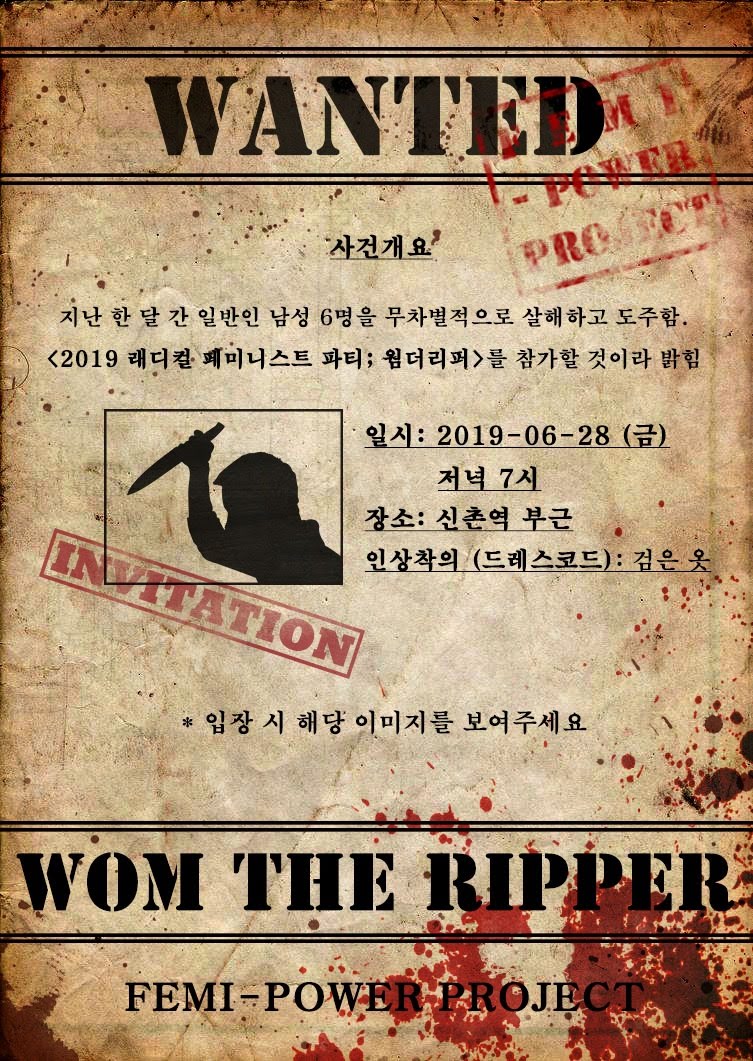 WANTED
FEMI
- POWER
PROJECT
사건개요
지난 한 달 간 일반인 남성 6명을 무차별적으로 살해하고 도주함.
<2019 래디컬 페미니스트 파티; 웜더리퍼>를 참가할 것이라 밝힘
일시: 2019-06-28 (금)
저녁 7시
장소: 신촌역 부근
인상착의 (드레스코드): 검은 옷
INVITATION
* 입장 시 해당 이미지를 보여주세요
WOM THE RIPPER
FEMI-POWER PROJECT